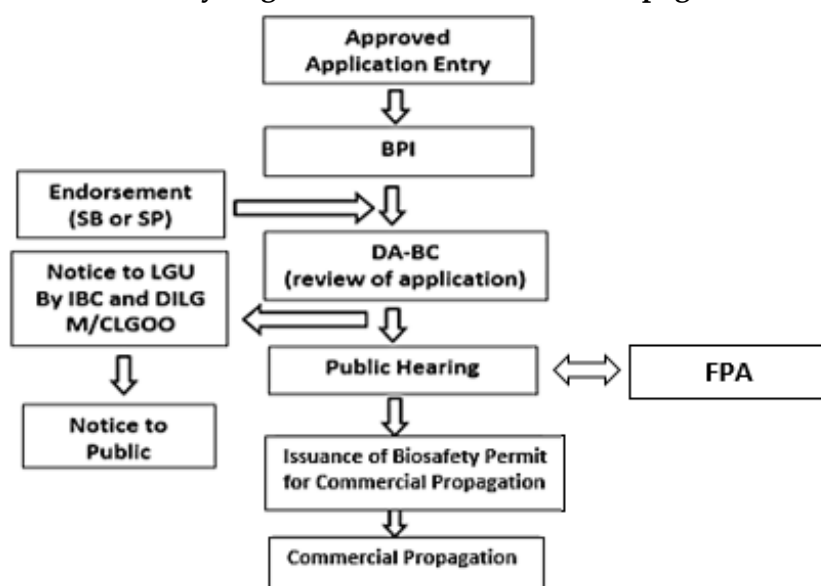 Approved
Application Entry
BPI
Endorsement
(SB or SP)
DA-BC
(review of application)
Notice to LGU
By IBC and DILG
M/CLGOO
Public Hearing
FPA
Notice to
Public
Issuance of Biosafety Permit
for Commercial Propagation
Commercial Propagation